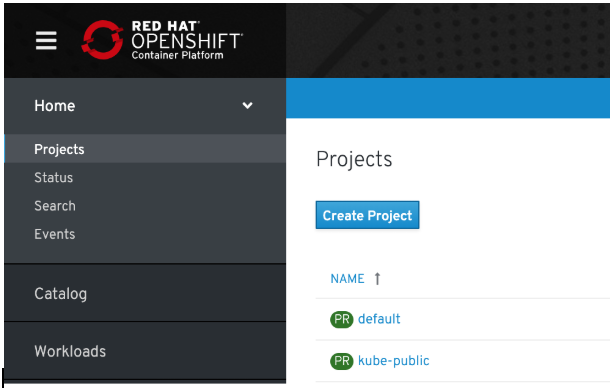 RED HAT
OPENSHIFT
Container Platform
Home
Projects
Status
Search
Events
Catalog
Workloads
Projects
Create Project
NAME ↑
PR default
PR kube-public